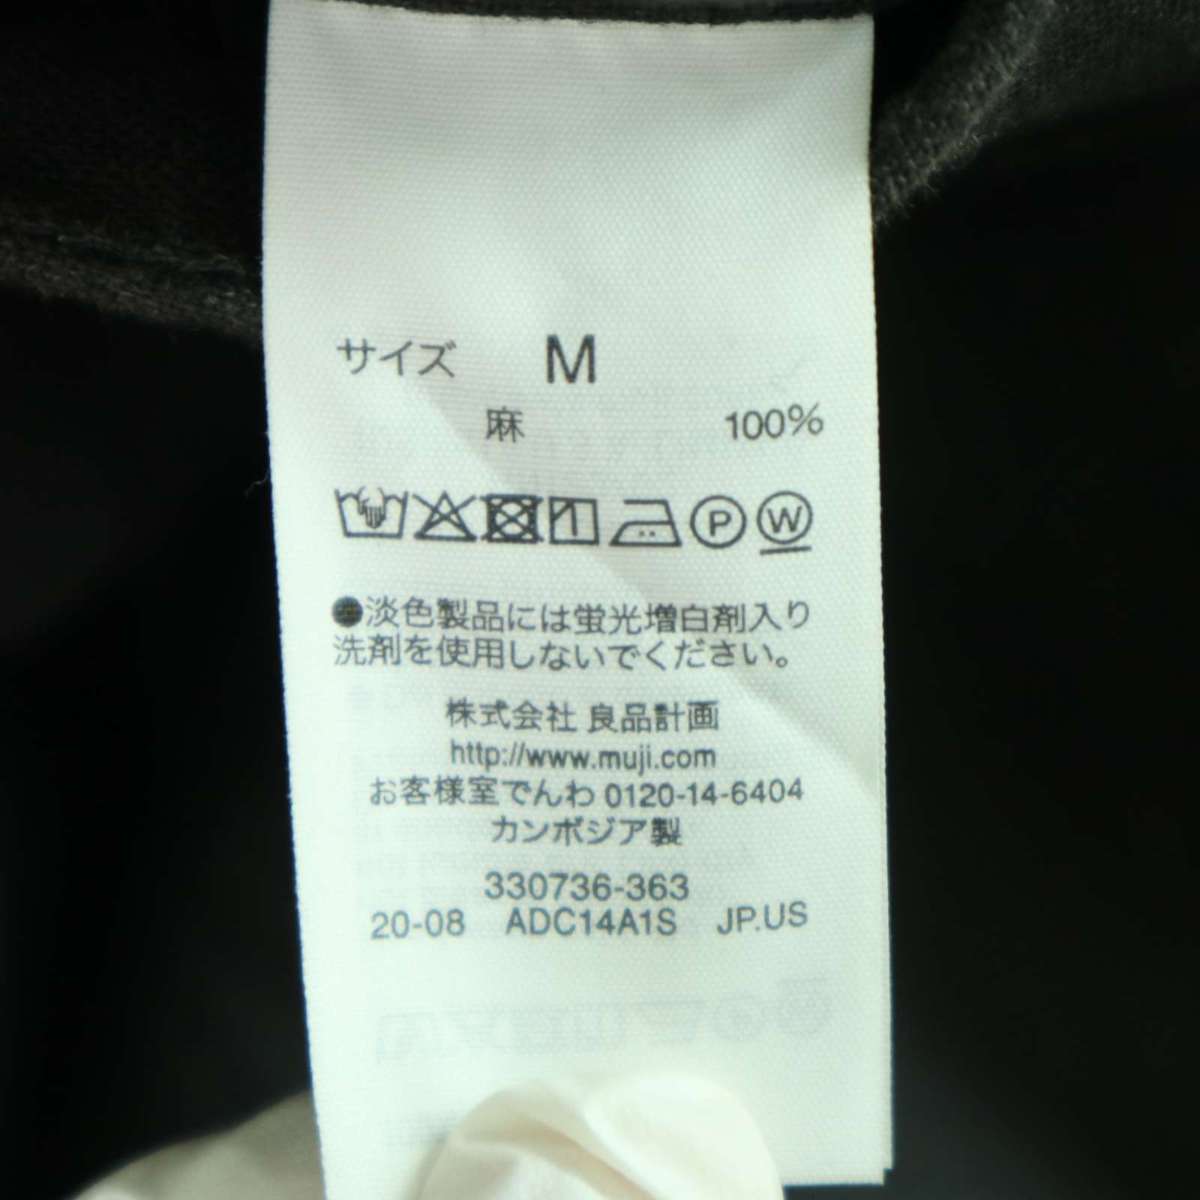 サイズ M
麻 100%
P W
●淡色製品には蛍光増白剤入り
洗剤を使用しないでください。
株式会社 良品計画
http://www.muji.com
お客様室でんわ 0120-14-6404
カンボジア製
330736-363
20-08 ADC14A1S JP.US